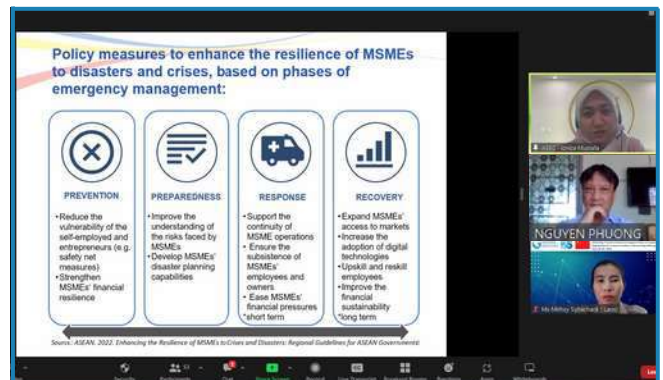 Policy measures to enhance the resilience of MSMEs
to disasters and crises, based on phases of
emergency management:
PREVENTION
•Reduce the
vulnerability of the
self-employed and
entrepreneurs (e.g.
safety net
measures)
•Strengthen
MSMEs' financial
resilience
PREPAREDNESS
•Improve the
understanding of
the risks faced by
MSMEs
•Develop MSMEs'
disaster planning
capabilities
RESPONSE
•Support the
continuity of
MSME operations
• Ensure the
subsistence of
MSMEs'
employees and
owners
• Ease MSMEs'
financial pressures
*short term
RECOVERY
•Expand MSMEs'
access to markets
•Increase the
adoption of digital
technologies
•Upskill and reskill
employees
•Improve the
financial
sustainability
*long term
Source: ASEAN. 2022. Enhancing the Resilience of MSMEs to Crises and Disasters: Regional Guidelines for ASEAN Governments
NGUYEN PHUONG